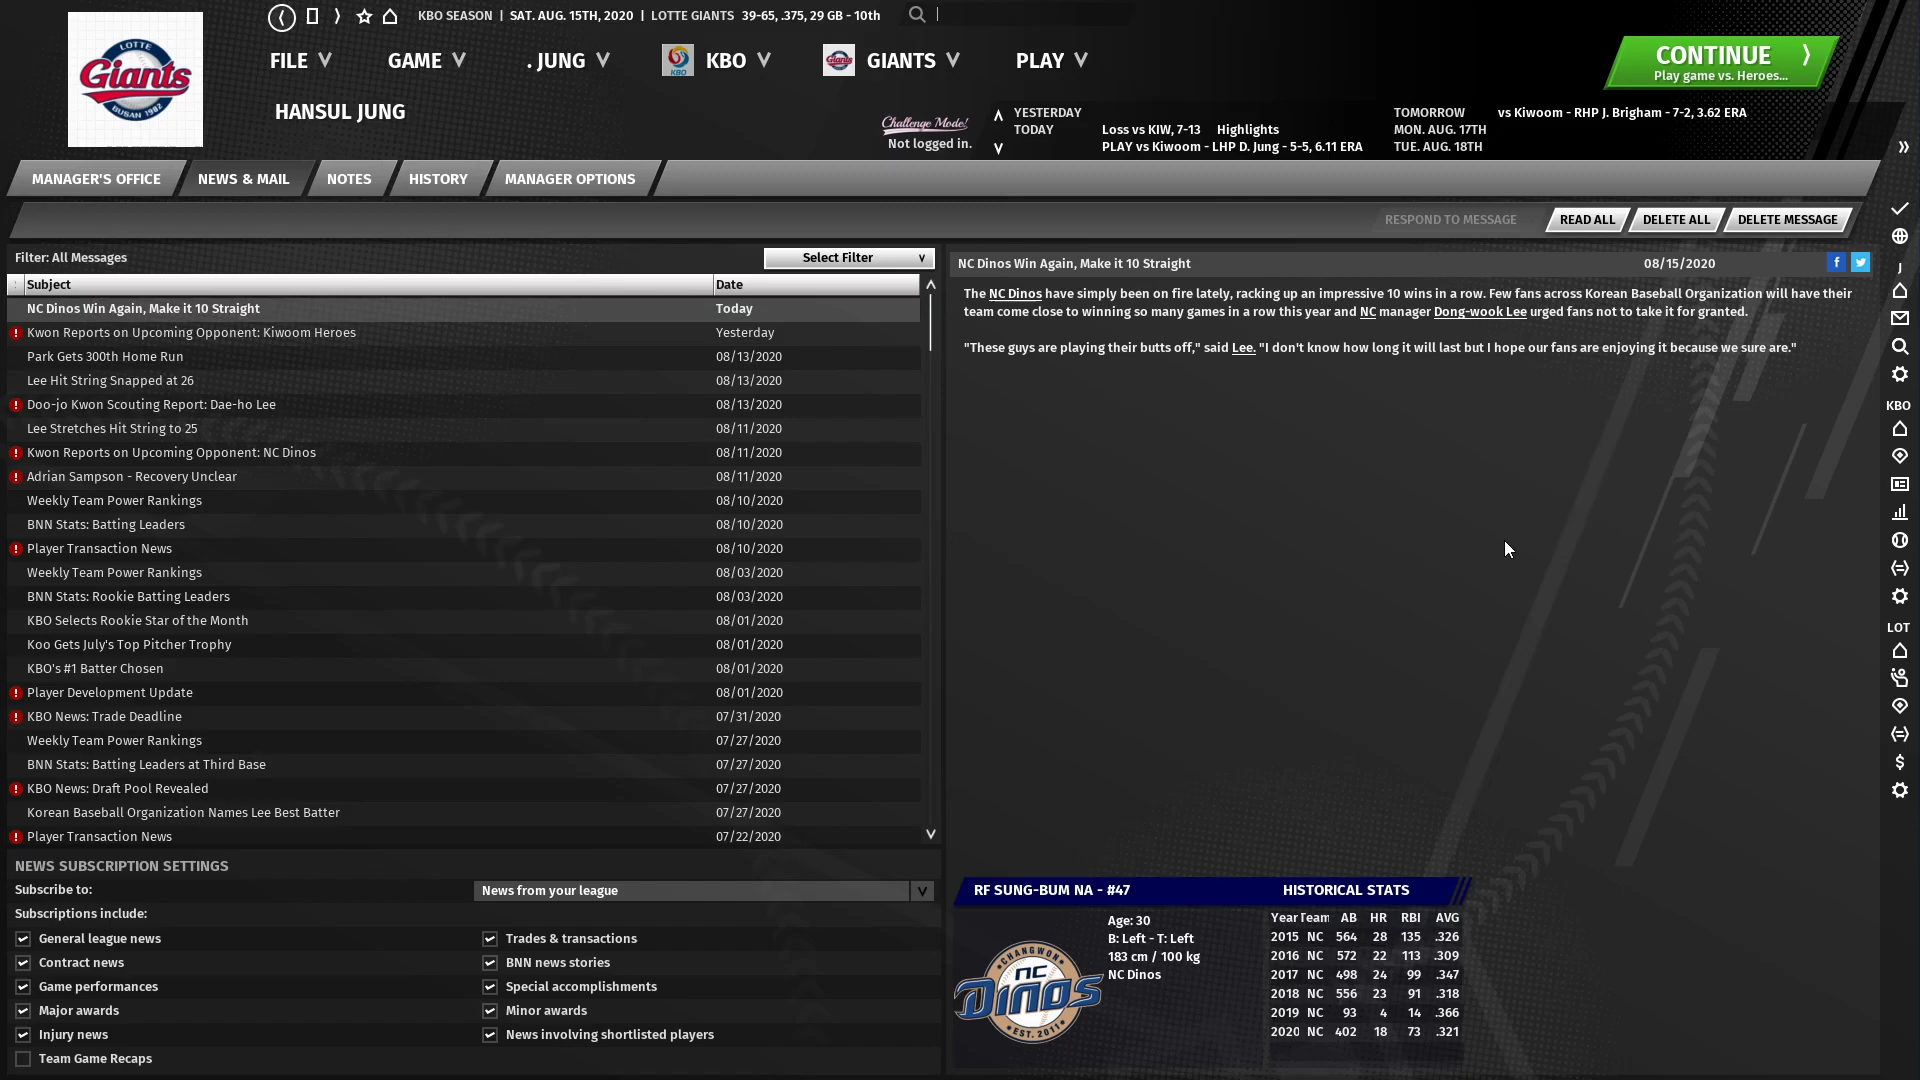 KBO SEASON | SAT. AUG. 15TH, 2020 | LOTTE GIANTS 39-65, .375, 29 GB - 10th
LOTTE
Giants
BUSAN 1982
FILE GAME . JUNG KBO GIANTS PLAY
KBO
Giants
CONTINUE
Play game vs. Heroes...
HANSUL JUNG
Challenge Mode!
Not logged in.
YESTERDAY
TODAY
Loss vs KIW, 7-13 Highlights
PLAY vs Kiwoom - LHP D. Jung - 5-5, 6.11 ERA
TOMORROW vs Kiwoom - RHP J. Brigham - 7-2, 3.62 ERA
MON. AUG. 17TH
TUE. AUG. 18TH
MANAGER'S OFFICE NEWS & MAIL NOTES HISTORY MANAGER OPTIONS
RESPOND TO MESSAGE READ ALL DELETE ALL DELETE MESSAGE
Filter: All Messages Select Filter
Subject Date
NC Dinos Win Again, Make it 10 Straight Today
Kwon Reports on Upcoming Opponent: Kiwoom Heroes Yesterday
Park Gets 300th Home Run 08/13/2020
Lee Hit String Snapped at 26 08/13/2020
Doo-jo Kwon Scouting Report: Dae-ho Lee 08/13/2020
Lee Stretches Hit String to 25 08/11/2020
Kwon Reports on Upcoming Opponent: NC Dinos 08/11/2020
Adrian Sampson - Recovery Unclear 08/11/2020
Weekly Team Power Rankings 08/10/2020
BNN Stats: Batting Leaders 08/10/2020
Player Transaction News 08/10/2020
Weekly Team Power Rankings 08/03/2020
BNN Stats: Rookie Batting Leaders 08/03/2020
KBO Selects Rookie Star of the Month 08/01/2020
Koo Gets July's Top Pitcher Trophy 08/01/2020
KBO's #1 Batter Chosen 08/01/2020
Player Development Update 08/01/2020
KBO News: Trade Deadline 07/31/2020
Weekly Team Power Rankings 07/27/2020
BNN Stats: Batting Leaders at Third Base 07/27/2020
KBO News: Draft Pool Revealed 07/27/2020
Korean Baseball Organization Names Lee Best Batter 07/27/2020
Player Transaction News 07/22/2020
NEWS SUBSCRIPTION SETTINGS
Subscribe to: News from your league
Subscriptions include:
General league news Trades & transactions
Contract news BNN news stories
Game performances Special accomplishments
Major awards Minor awards
Injury news News involving shortlisted players
Team Game Recaps
NC Dinos Win Again, Make it 10 Straight 08/15/2020
The NC Dinos have simply been on fire lately, racking up an impressive 10 wins in a row. Few fans across Korean Baseball Organization will have their
team come close to winning so many games in a row this year and NC manager Dong-wook Lee urged fans not to take it for granted.
"These guys are playing their butts off," said Lee. "I don't know how long it will last but I hope our fans are enjoying it because we sure are."
RF SUNG-BUM NA - #47 HISTORICAL STATS
Age: 30
B: Left - T: Left
183 cm / 100 kg
NC Dinos
CHANGWON
NC
DINOS
EST. 2011
Year Team AB HR RBI AVG
2015 NC 564 28 135 .326
2016 NC 572 22 113 .309
2017 NC 498 24 99 .347
2018 NC 556 23 91 .318
2019 NC 93 4 14 .366
2020 NC 402 18 73 .321
J
KBO
LOT